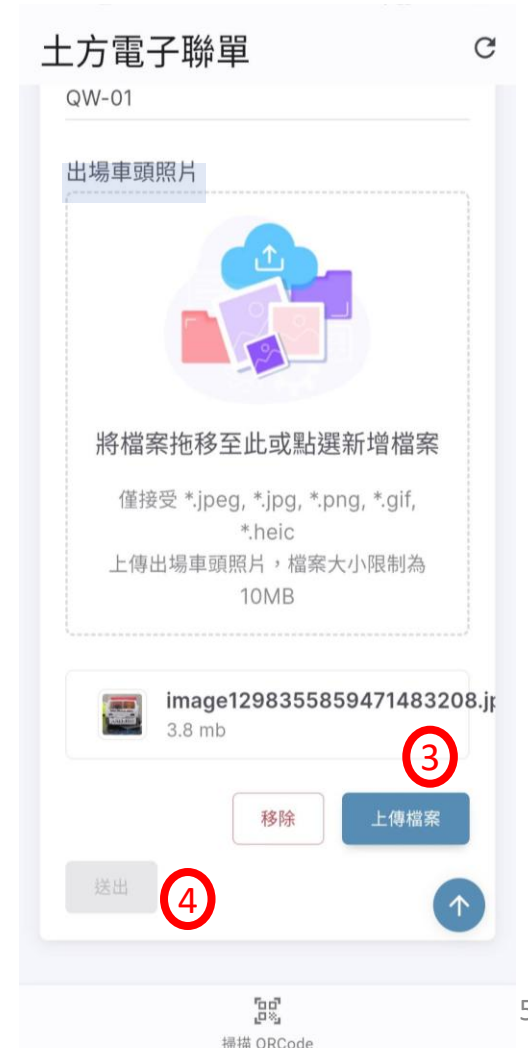 土方電子聯單
QW-01
出場車頭照片
將檔案拖移至此或點選新增檔案
僅接受 *.jpeg, *.jpg, *.png, *.gif,
*.heic
上傳出場車頭照片，檔案大小限制為
10MB
image1298355859471483208.jp
3.8 mb
3
移除
上傳檔案
送出
4
5
掃描 QRCode